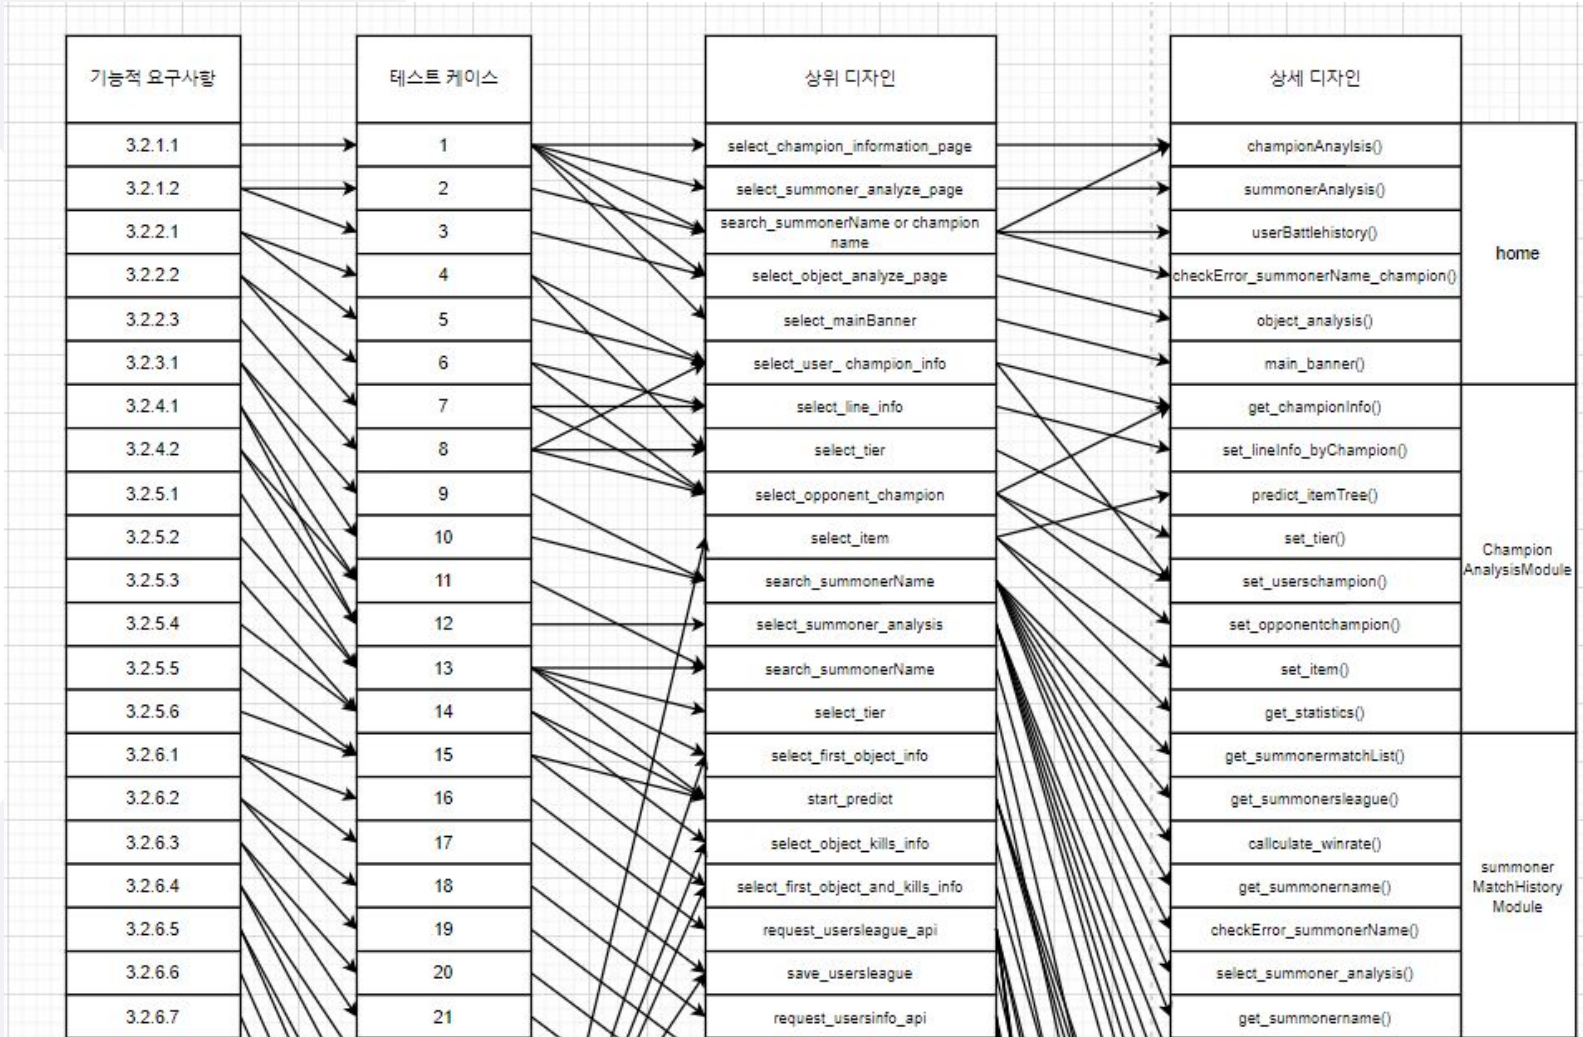 기능적 요구사항
테스트 케이스
상위 디자인
상세 디자인
3.2.1.1
1
select_champion_information_page
championAnaylsis()
3.2.1.2
2
select_summoner_analyze_page
summonerAnalysis()
3.2.2.1
3
search_summonerName or champion
name
userBattlehistory()
home
3.2.2.2
4
select_object_analyze_page
checkError_summonerName_champion()
3.2.2.3
5
select_mainBanner
object_analysis()
3.2.3.1
6
select_user_ champion_info
main_banner()
3.2.4.1
7
select_line_info
get_championInfo()
3.2.4.2
8
select_tier
set_lineInfo_byChampion()
3.2.5.1
9
select_opponent_champion
predict_itemTree()
3.2.5.2
10
select_item
set_tier()
Champion
AnalysisModule
3.2.5.3
11
search_summonerName
set_userschampion()
3.2.5.4
12
select_summoner_analysis
set_opponentchampion()
3.2.5.5
13
search_summonerName
set_item()
3.2.5.6
14
select_tier
get_statistics()
3.2.6.1
15
select_first_object_info
get_summonermatchList()
3.2.6.2
16
start_predict
get_summonersleague()
3.2.6.3
17
select_object_kills_info
callculate_winrate()
3.2.6.4
18
select_first_object_and_kills_info
get_summonername()
summoner
MatchHistory
Module
3.2.6.5
19
request_usersleague_api
checkError_summonerName()
3.2.6.6
20
save_usersleague
select_summoner_analysis()
3.2.6.7
21
request_usersinfo_api
get_summonername()